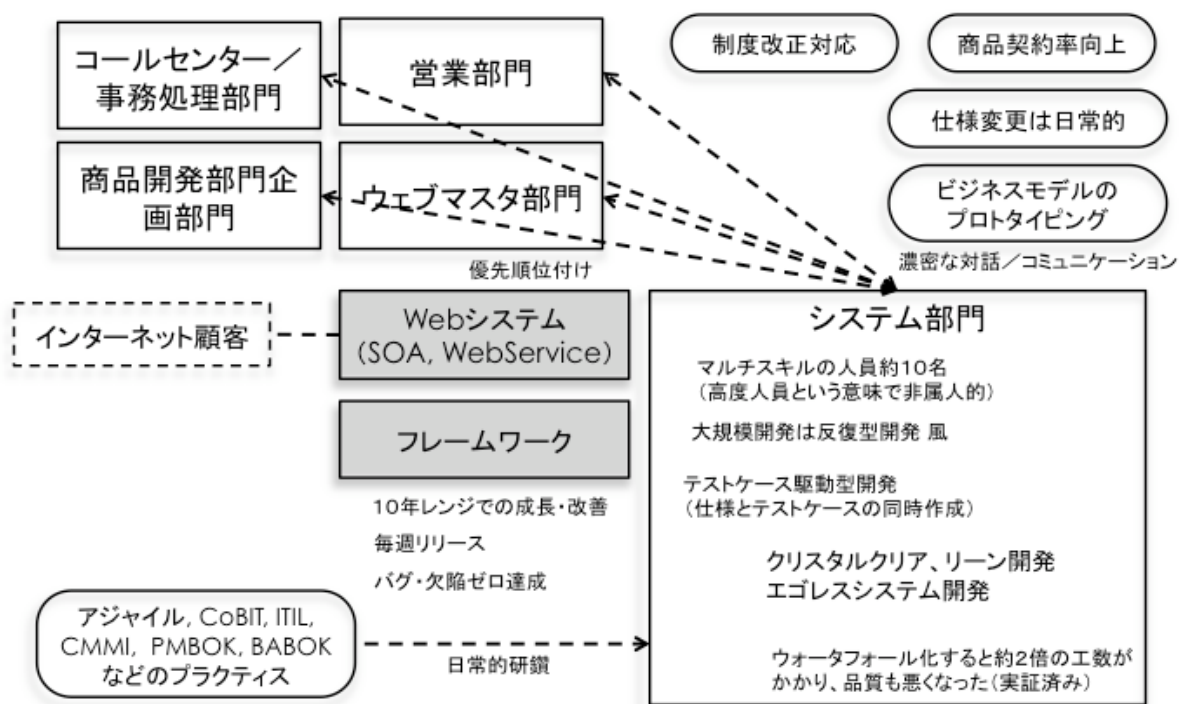 コールセンター／
事務処理部門
営業部門
制度改正対応
商品契約率向上
仕様変更は日常的
商品開発部門企
画部門
ウェブマスタ部門
ビジネスモデルの
プロトタイピング
優先順位付け
濃密な対話／コミュニケーション
インターネット顧客
Webシステム
(SOA, WebService)
フレームワーク
10年レンジでの成長・改善
毎週リリース
バグ・欠陥ゼロ達成
システム部門
マルチスキルの人員約10名
(高度人員という意味で非属人的)
大規模開発は反復型開発 風
テストケース駆動型開発
(仕様とテストケースの同時作成)
クリスタルクリア、リーン開発
エゴレスシステム開発
ウォータフォール化すると約2倍の工数が
かかり、品質も悪くなった(実証済み)
アジャイル, CoBIT, ITIL,
CMMI, PMBOK, BABOK
などのプラクティス
日常的研鑽